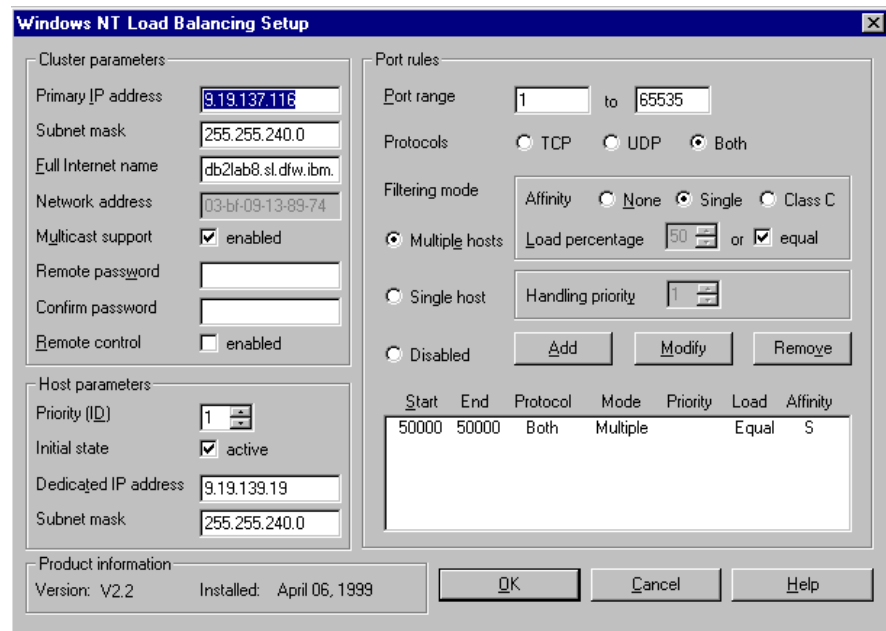 Windows NT Load Balancing Setup
Cluster parameters
Primary IP address 9.19.137.116
Subnet mask 255.255.240.0
Full Internet name db2lab8.sl.dfw.ibm.
Network address 03-bf-09-13-89-74
Multicast support enabled
Remote password
Confirm password
Remote control enabled
Host parameters
Priority (ID) 1
Initial state active
Dedicated IP address 9.19.139.19
Subnet mask 255.255.240.0
Product information
Version: V2.2 Installed: April 06, 1999
Port rules
Port range 1 to 65535
Protocols TCP UDP Both
Filtering mode
Affinity None Single Class C
Multiple hosts Load percentage 50 or equal
Single host Handling priority 1
Disabled Add Modify Remove
Start End Protocol Mode Priority Load Affinity
50000 50000 Both Multiple Equal S
OK Cancel Help